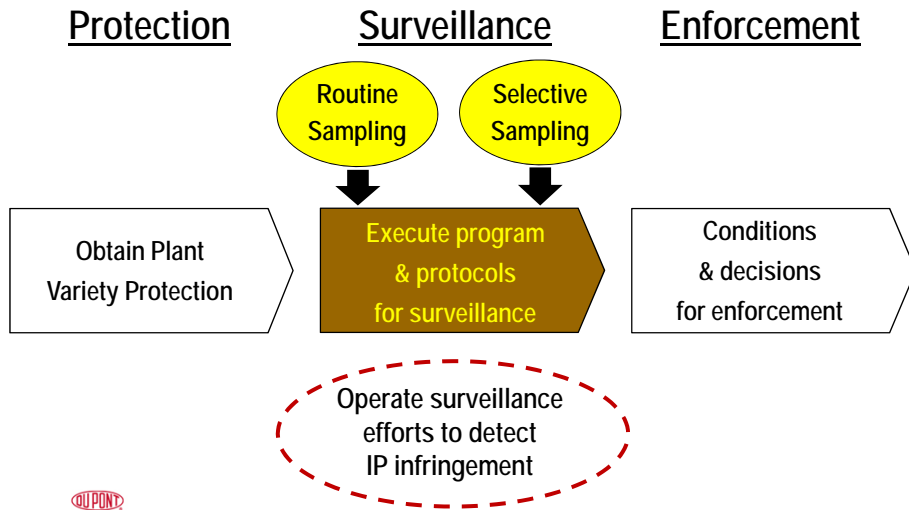 Protection
Surveillance
Enforcement
Routine
Sampling
Selective
Sampling
Obtain Plant
Variety Protection
Execute program
& protocols
for surveillance
Conditions
& decisions
for enforcement
Operate surveillance
efforts to detect
IP infringement
DUPONT